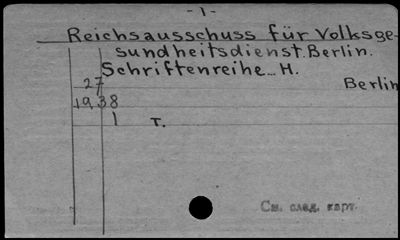 - 1 -
Reichsausschuss für Volksge-
sundheitsdienst. Berlin.
Schriftenreihe... H.
27 Berlin
1938
1 T.
См. след. карт.